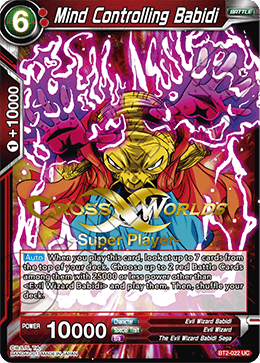 6
Mind Controlling Babidi
BATTLE
+10000
CROSS WORLDS
-Super Player-
Auto When you play this card, look at up to 7 cards from
the top of your deck. Choose up to 2 red Battle Cards
among them with 25000 or less power other than
<Evil Wizard Babidi> and play them. Then, shuffle your
deck.
POWER 10000
Character Evil Wizard Babidi
Special Trait Evil Wizard
Era The Evil Wizard Babidi Saga
BT2-022 UC